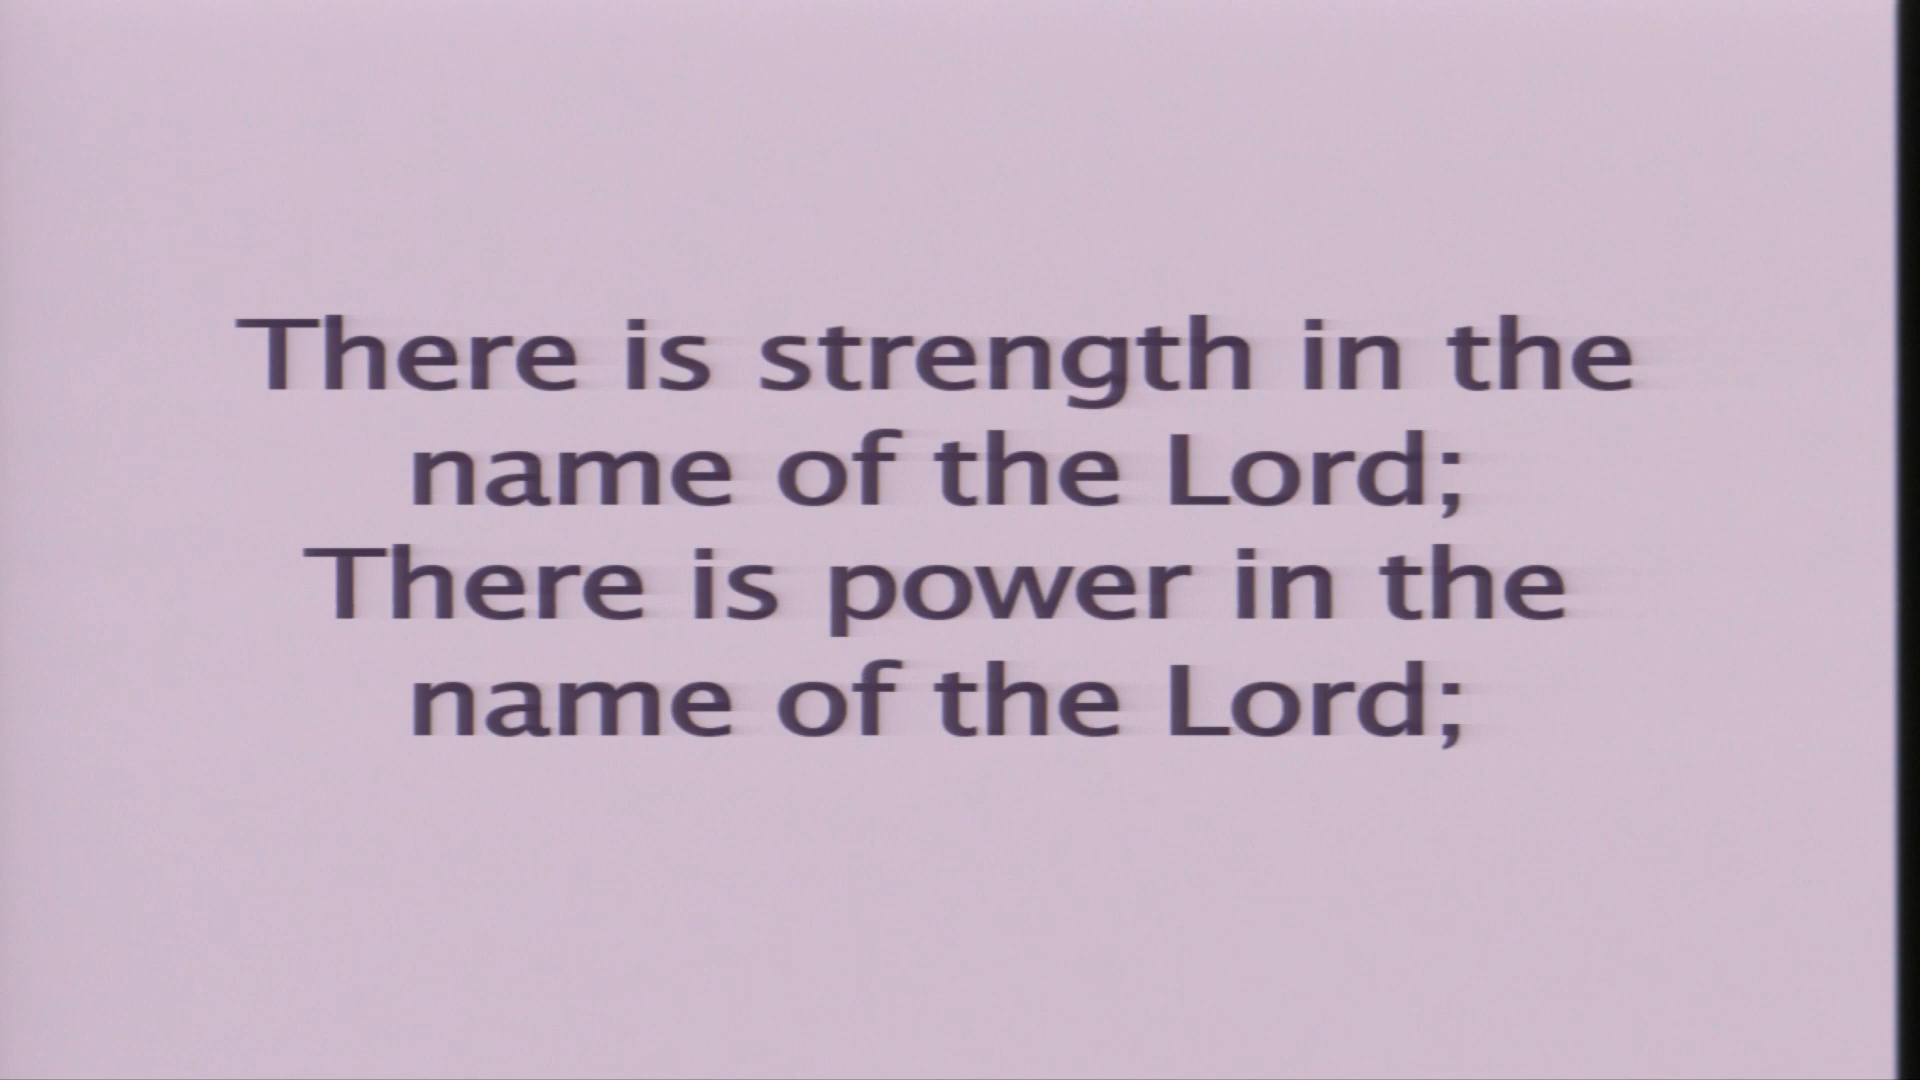 There is strength in the
name of the Lord;
There is power in the
name of the Lord;